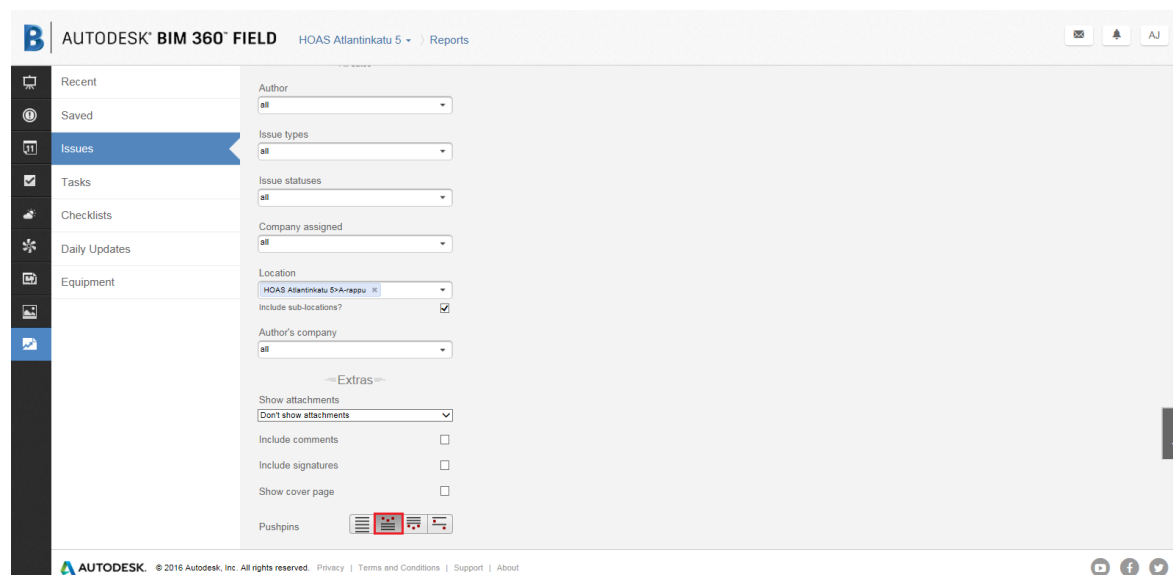 B AUTODESK® BIM 360™ FIELD HOAS Atlantinkatu 5 Reports AJ
Recent
Saved
Issues
Tasks
Checklists
Daily Updates
Equipment
11
Author
all
Issue types
all
Issue statuses
all
Company assigned
all
Location
HOAS Atlantinkatu 5>A-rappu ×
Include sub-locations?
Author's company
all
Extras
Show attachments
Don't show attachments
Include comments
Include signatures
Show cover page
Pushpins
AUTODESK. © 2016 Autodesk, Inc. All rights reserved. Privacy | Terms and Conditions | Support | About